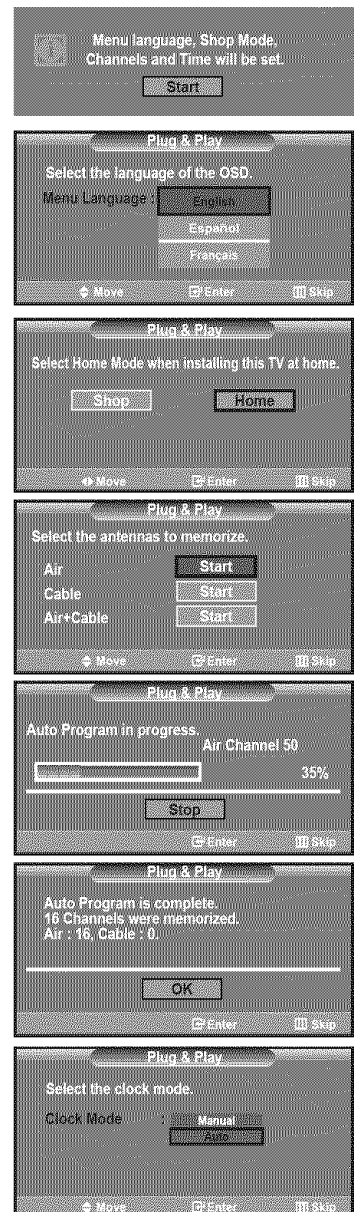 Menu language, Shop Mode,
Channels and Time will be set.
Start
Plug & Play
Select the language of the OSD.
Menu Language : English
Español
Français
Move Enter Skip
Plug & Play
Select Home Mode when installing this TV at home.
Shop Home
Move Enter Skip
Plug & Play
Select the antennas to memorize.
Air Start
Cable Start
Air+Cable Start
Move Enter Skip
Plug & Play
Auto Program in progress.
Air Channel 50
35%
Stop
Enter Skip
Plug & Play
Auto Program is complete.
16 Channels were memorized.
Air : 16, Cable : 0.
OK
Enter Skip
Plug & Play
Select the clock mode.
Clock Mode : Manual
Auto
Move Enter Skip